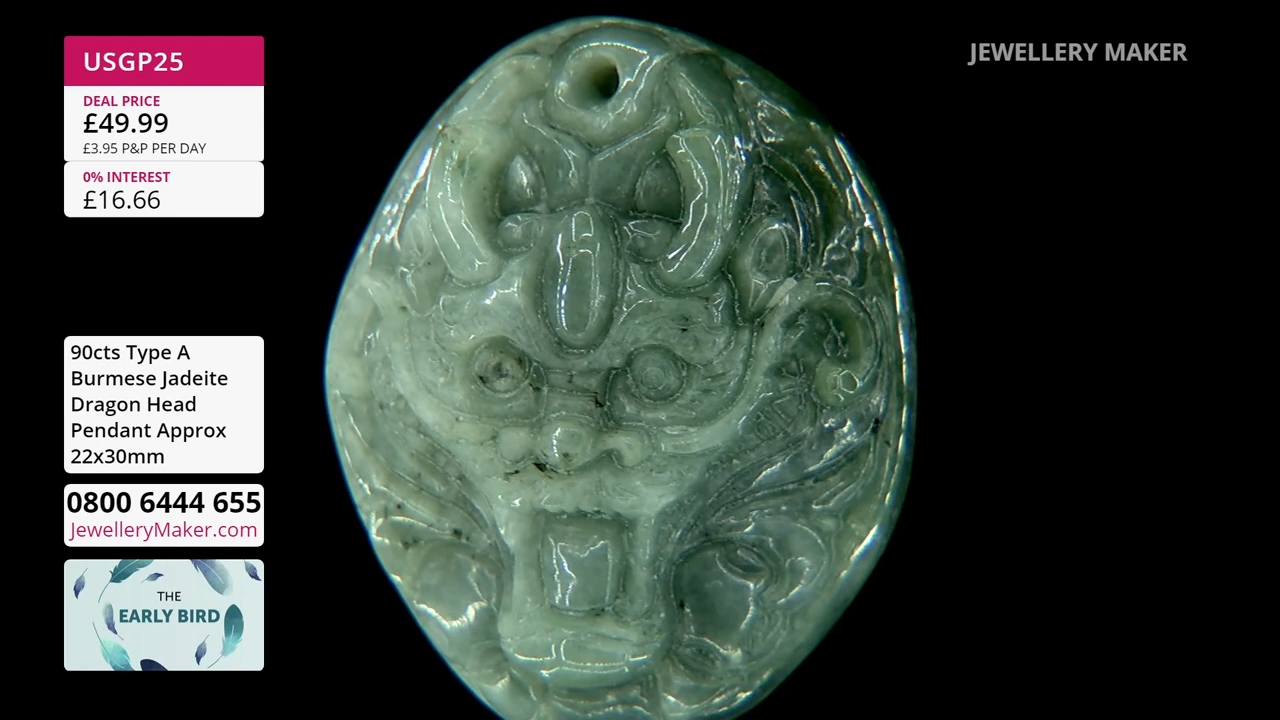 USGP25
DEAL PRICE
£49.99
£3.95 P&P PER DAY
0% INTEREST
£16.66
90cts Type A
Burmese Jadeite
Dragon Head
Pendant Approx
22x30mm
0800 6444 655
JewelleryMaker.com
THE
EARLY BIRD
JEWELLERY MAKER